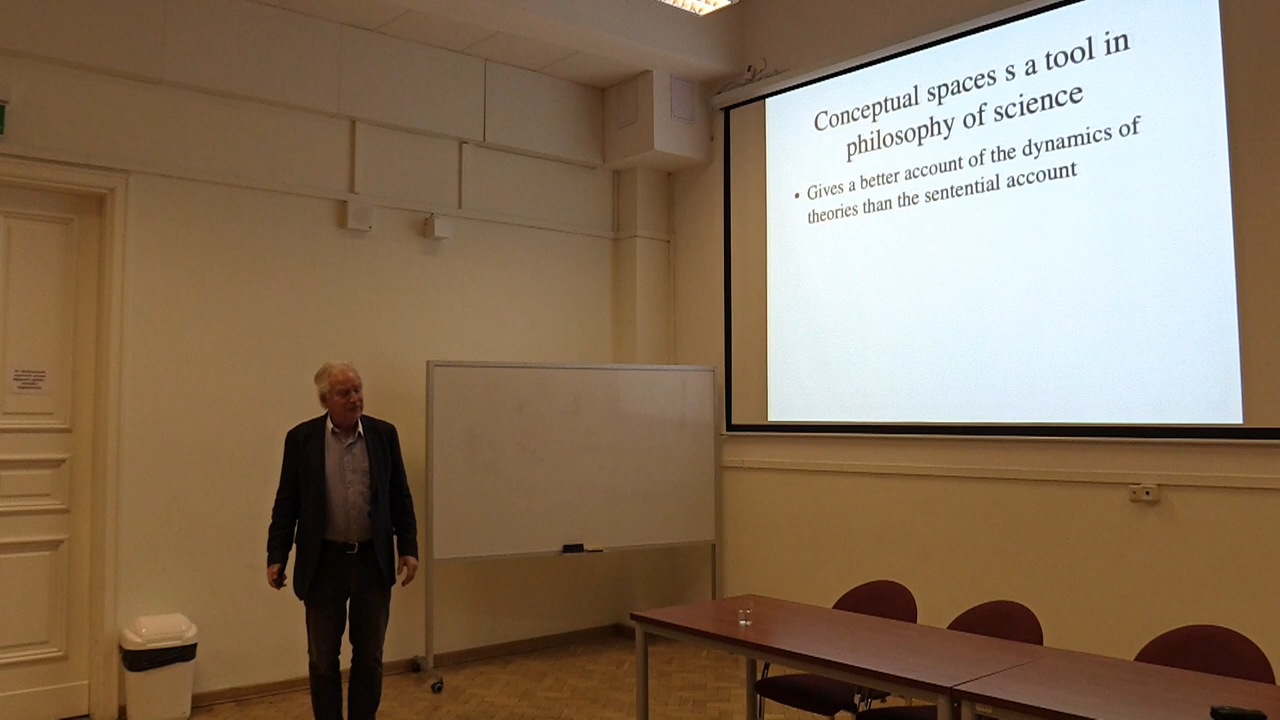 Conceptual spaces s a tool in
philosophy of science
• Gives a better account of the dynamics of
theories than the sentential account